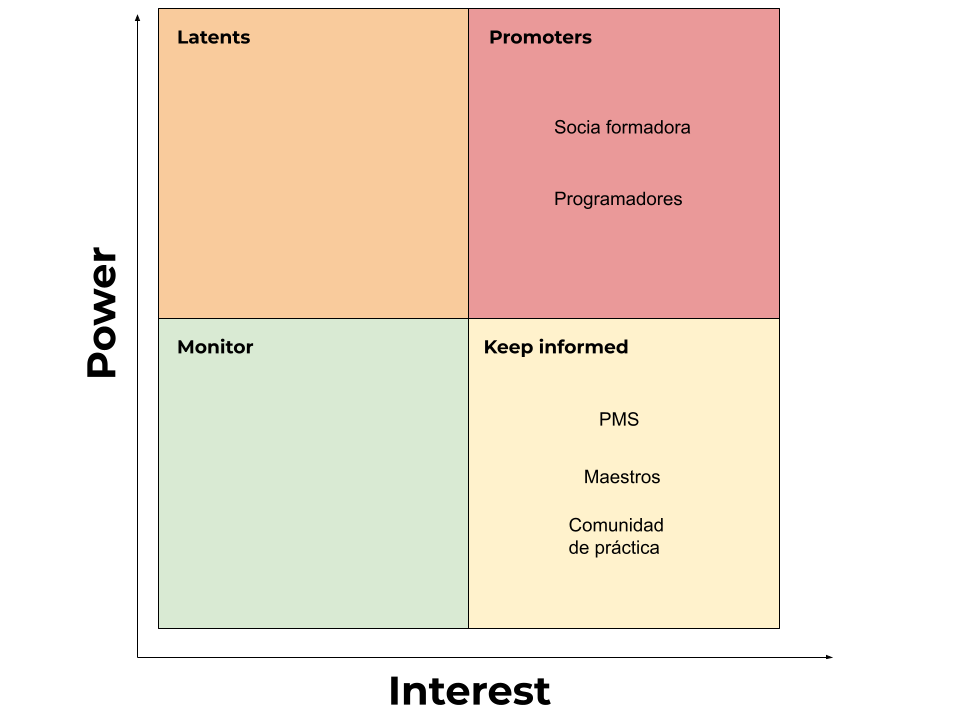 Latents
Promoters
Socia formadora
Programadores
Power
Monitor
Keep informed
PMS
Maestros
Comunidad
de práctica
Interest